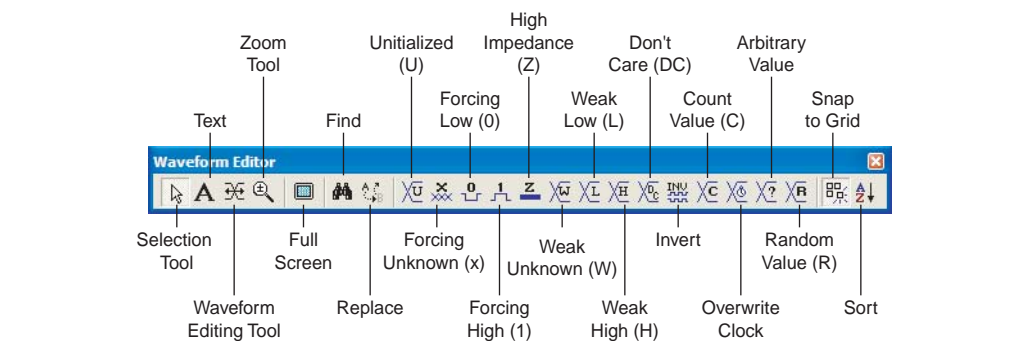 High
Zoom Unitialized Impedance Don't Arbitrary
Tool (U) (Z) Care (DC) Value
Forcing Weak Count Snap
Text Find Low (0) Low (L) Value (C) to Grid
Waveform Editor
A A B U X 0 1 Z W L H DC INV C ? R A Z
Selection Full Forcing Weak Invert Random
Tool Screen Unknown (x) Unknown (W) Value (R)
Waveform Replace Forcing Weak Overwrite Sort
Editing Tool High (1) High (H) Clock